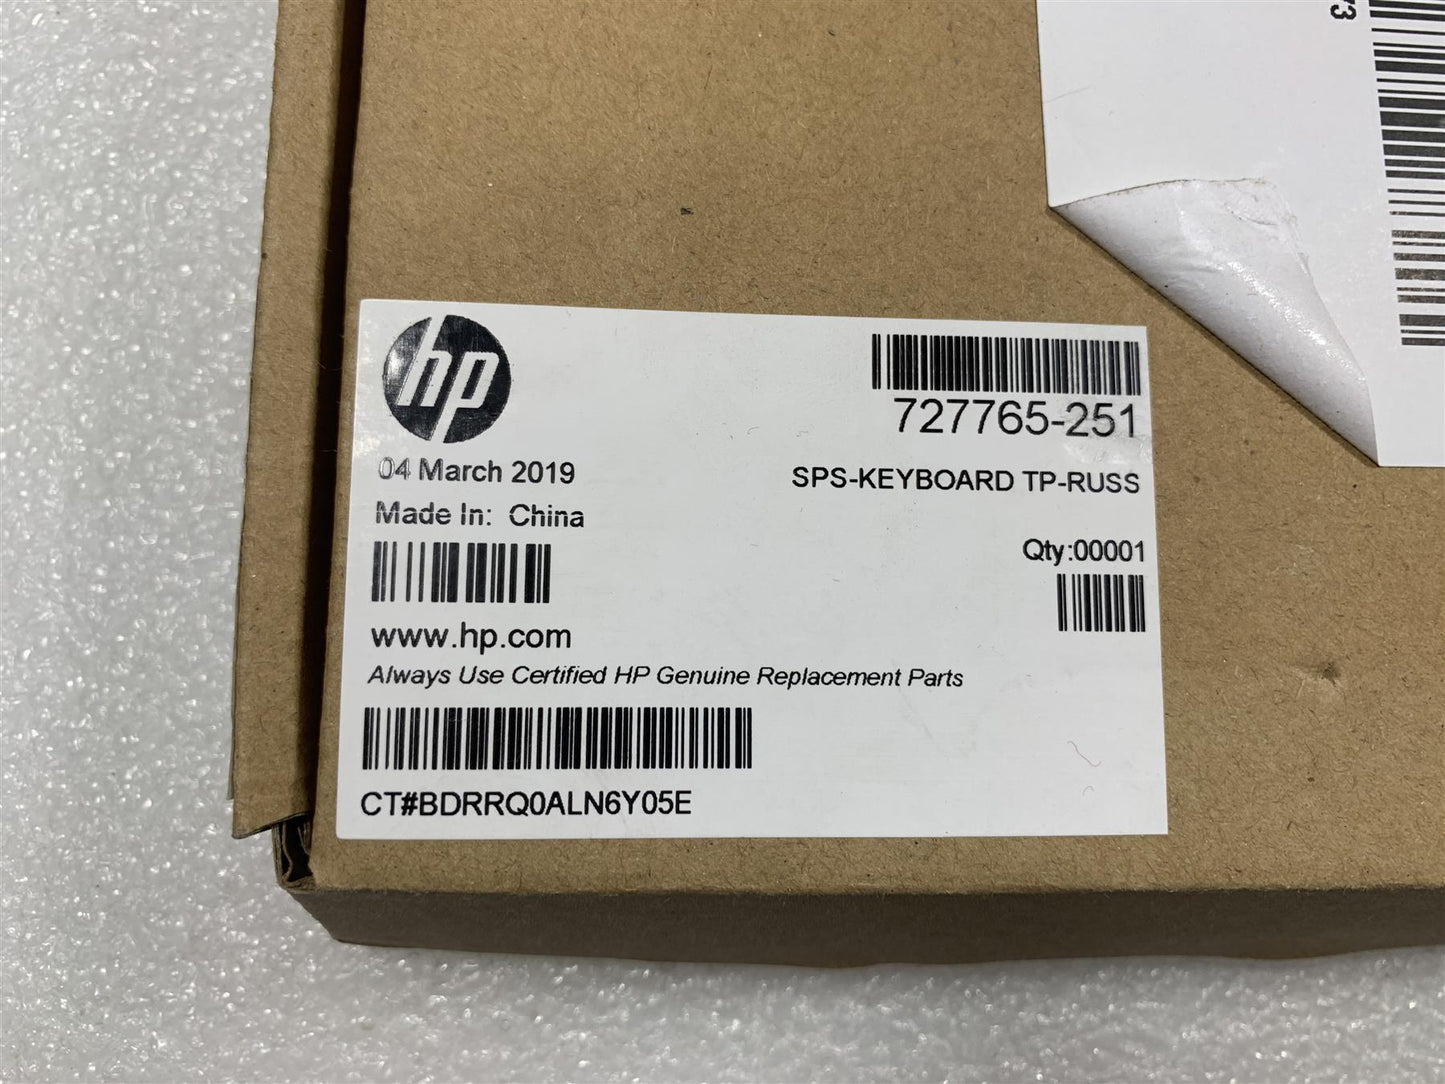 73
hp
727765-251
04 March 2019
SPS-KEYBOARD TP-RUSS
Made In: China
Qty:00001
www.hp.com
Always Use Certified HP Genuine Replacement Parts
CT#BDRRQ0ALN6Y05E